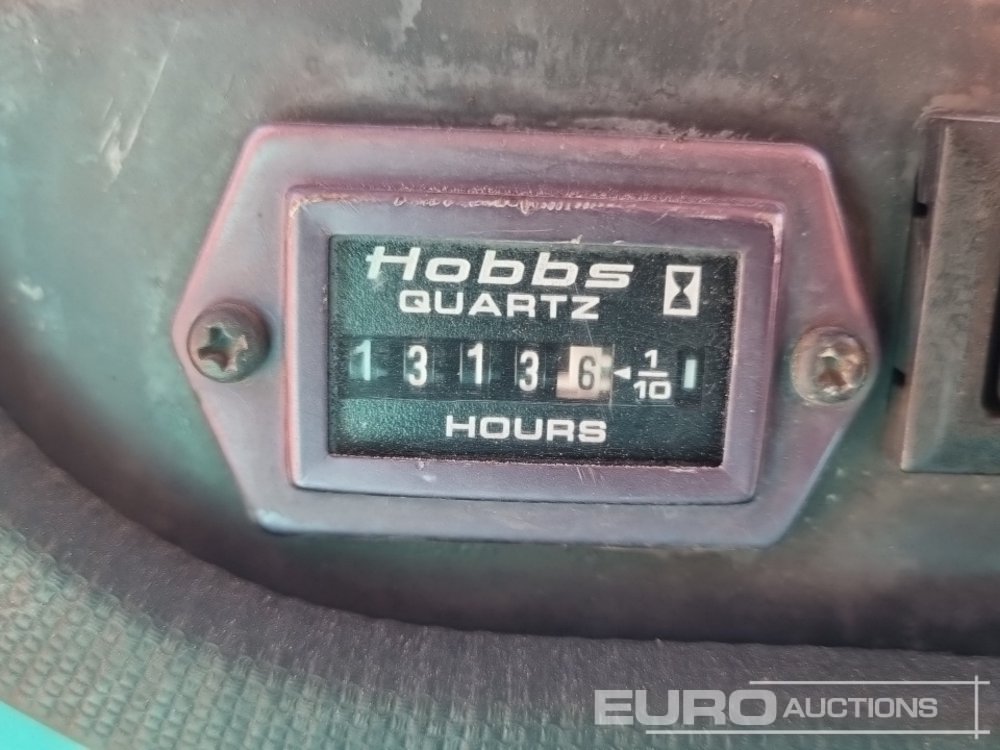 Hobbs
QUARTZ
1 3 1 3 6 1/10
HOURS
EURO AUCTIONS